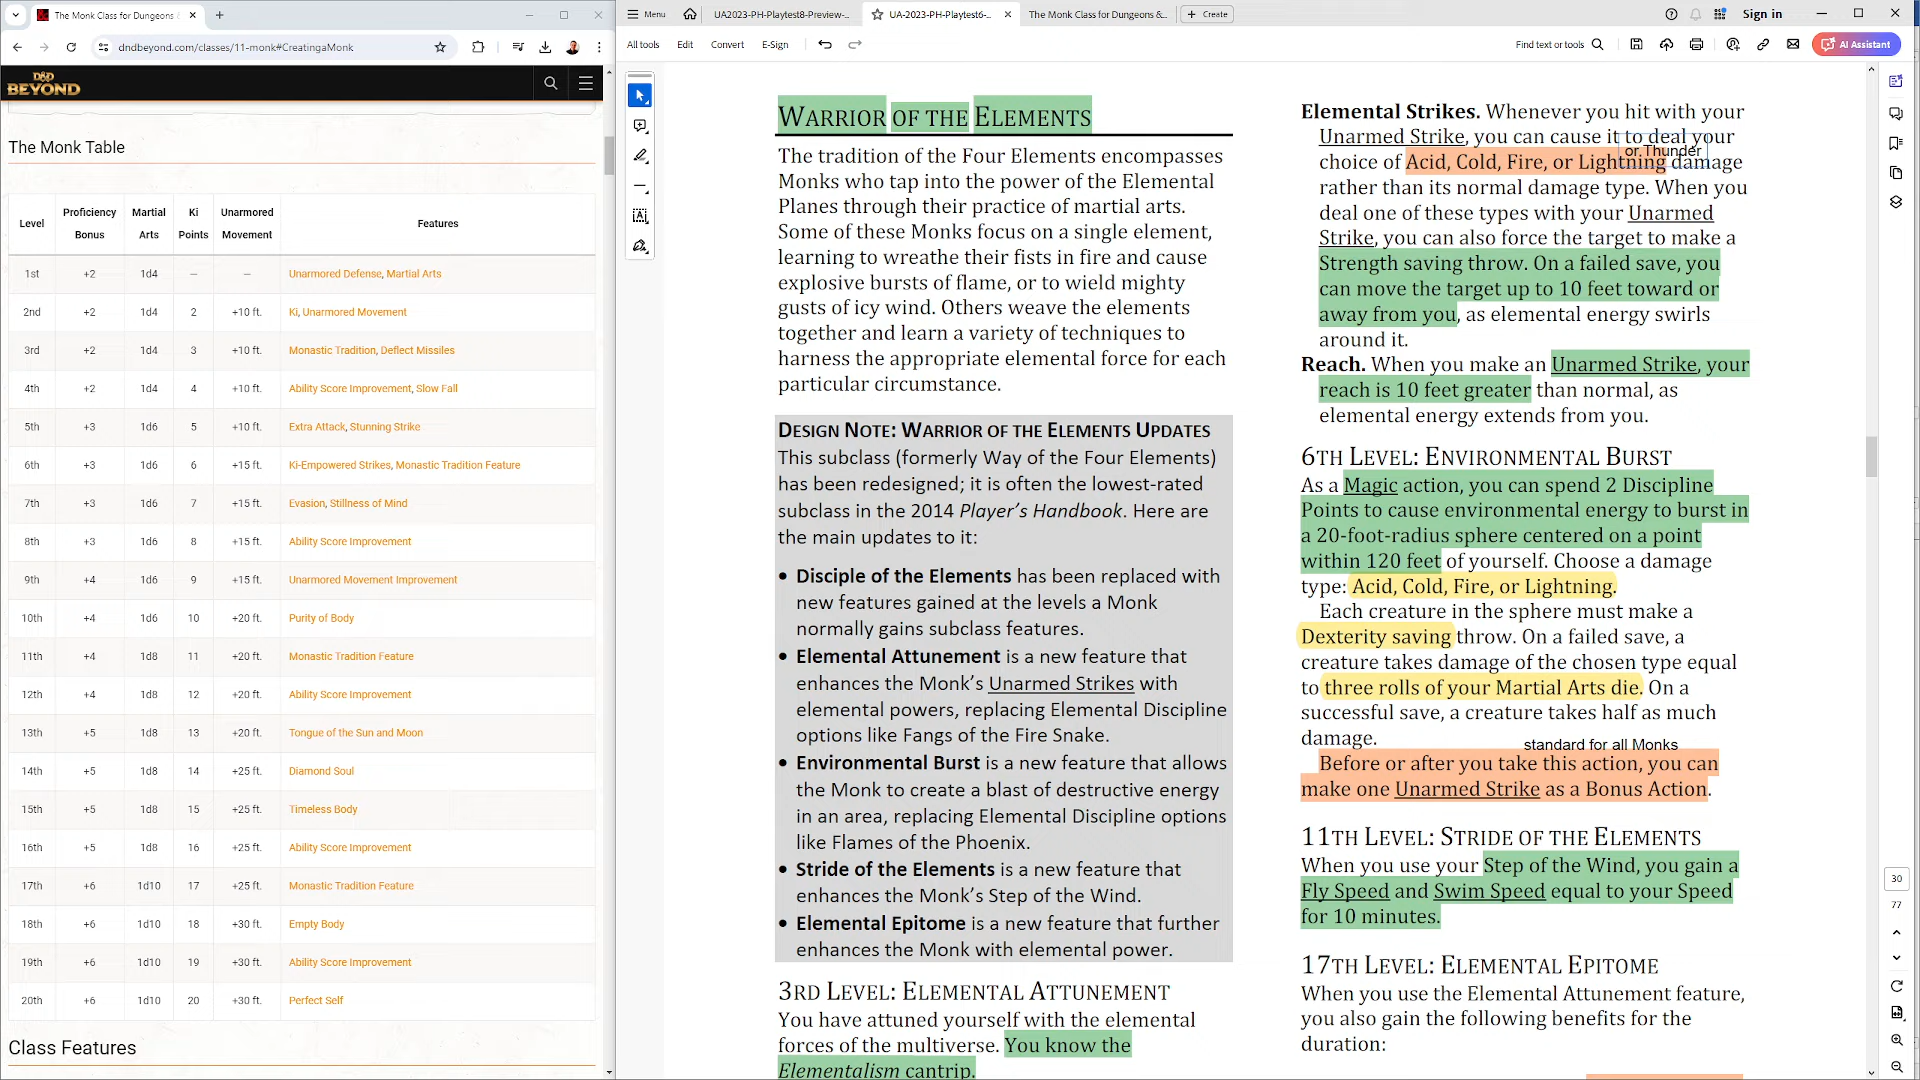 The Monk Class for Dungeons &
dndbeyond.com/classes/11-monk#CreatingaMonk
D&D
BEYOND
The Monk Table
Level Proficiency Bonus Martial Arts Ki Points Unarmored Movement Features
1st +2 1d4 — — Unarmored Defense, Martial Arts
2nd +2 1d4 2 +10 ft. Ki, Unarmored Movement
3rd +2 1d4 3 +10 ft. Monastic Tradition, Deflect Missiles
4th +2 1d4 4 +10 ft. Ability Score Improvement, Slow Fall
5th +3 1d6 5 +10 ft. Extra Attack, Stunning Strike
6th +3 1d6 6 +15 ft. Ki-Empowered Strikes, Monastic Tradition Feature
7th +3 1d6 7 +15 ft. Evasion, Stillness of Mind
8th +3 1d6 8 +15 ft. Ability Score Improvement
9th +4 1d6 9 +15 ft. Unarmored Movement Improvement
10th +4 1d6 10 +20 ft. Purity of Body
11th +4 1d8 11 +20 ft. Monastic Tradition Feature
12th +4 1d8 12 +20 ft. Ability Score Improvement
13th +5 1d8 13 +20 ft. Tongue of the Sun and Moon
14th +5 1d8 14 +25 ft. Diamond Soul
15th +5 1d8 15 +25 ft. Timeless Body
16th +5 1d8 16 +25 ft. Ability Score Improvement
17th +6 1d10 17 +25 ft. Monastic Tradition Feature
18th +6 1d10 18 +30 ft. Empty Body
19th +6 1d10 19 +30 ft. Ability Score Improvement
20th +6 1d10 20 +30 ft. Perfect Self
Class Features
Menu UA2023-PH-Playtest8-Preview-... UA-2023-PH-Playtest6-... The Monk Class for Dungeons &... Create Sign in
All tools Edit Convert E-Sign Find text or tools AI Assistant
WARRIOR OF THE ELEMENTS
The tradition of the Four Elements encompasses
Monks who tap into the power of the Elemental
Planes through their practice of martial arts.
Some of these Monks focus on a single element,
learning to wreathe their fists in fire and cause
explosive bursts of flame, or to wield mighty
gusts of icy wind. Others weave the elements
together and learn a variety of techniques to
harness the appropriate elemental force for each
particular circumstance.
DESIGN NOTE: WARRIOR OF THE ELEMENTS UPDATES
This subclass (formerly Way of the Four Elements)
has been redesigned; it is often the lowest-rated
subclass in the 2014 Player's Handbook. Here are
the main updates to it:
• Disciple of the Elements has been replaced with
new features gained at the levels a Monk
normally gains subclass features.
• Elemental Attunement is a new feature that
enhances the Monk's Unarmed Strikes with
elemental powers, replacing Elemental Discipline
options like Fangs of the Fire Snake.
• Environmental Burst is a new feature that allows
the Monk to create a blast of destructive energy
in an area, replacing Elemental Discipline options
like Flames of the Phoenix.
• Stride of the Elements is a new feature that
enhances the Monk's Step of the Wind.
• Elemental Epitome is a new feature that further
enhances the Monk with elemental power.
3RD LEVEL: ELEMENTAL ATTUNEMENT
You have attuned yourself with the elemental
forces of the multiverse. You know the
Elementalism cantrip.
Elemental Strikes. Whenever you hit with your
Unarmed Strike, you can cause it to deal your
or Thunder
choice of Acid, Cold, Fire, or Lightning damage
rather than its normal damage type. When you
deal one of these types with your Unarmed
Strike, you can also force the target to make a
Strength saving throw. On a failed save, you
can move the target up to 10 feet toward or
away from you, as elemental energy swirls
around it.
Reach. When you make an Unarmed Strike, your
reach is 10 feet greater than normal, as
elemental energy extends from you.
6TH LEVEL: ENVIRONMENTAL BURST
As a Magic action, you can spend 2 Discipline
Points to cause environmental energy to burst in
a 20-foot-radius sphere centered on a point
within 120 feet of yourself. Choose a damage
type: Acid, Cold, Fire, or Lightning.
Each creature in the sphere must make a
Dexterity saving throw. On a failed save, a
creature takes damage of the chosen type equal
to three rolls of your Martial Arts die. On a
successful save, a creature takes half as much
damage.
standard for all Monks
Before or after you take this action, you can
make one Unarmed Strike as a Bonus Action.
11TH LEVEL: STRIDE OF THE ELEMENTS
When you use your Step of the Wind, you gain a
Fly Speed and Swim Speed equal to your Speed
for 10 minutes.
17TH LEVEL: ELEMENTAL EPITOME
When you use the Elemental Attunement feature,
you also gain the following benefits for the
duration:
30
77